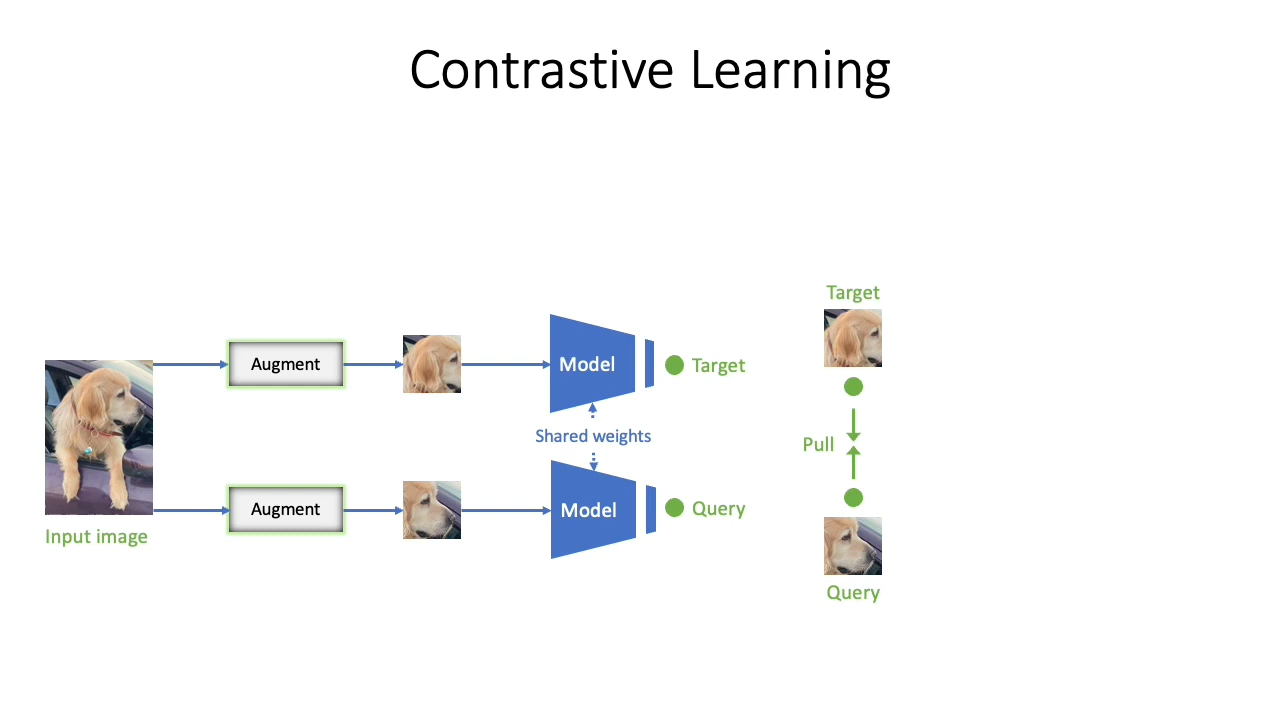 Contrastive Learning
Target
Augment
Model
Target
Shared weights
Pull
Augment
Model
Query
Input image
Query